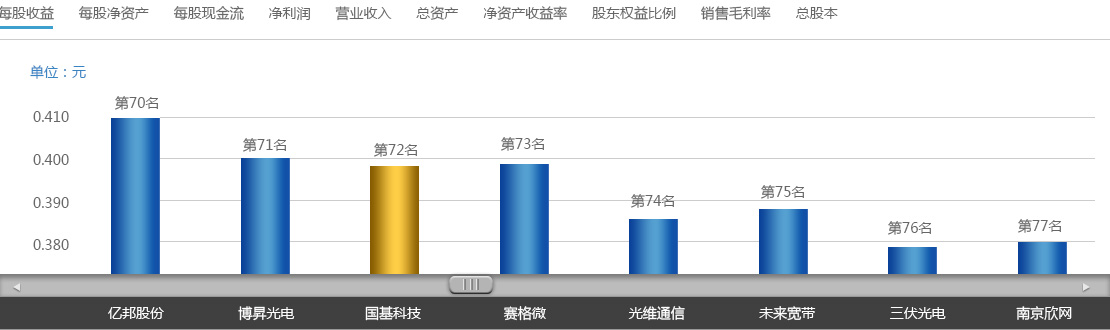 每股收益 每股净资产 每股现金流 净利润 营业收入 总资产 净资产收益率 股东权益比例 销售毛利率 总股本
单位：元
第70名
0.410
第71名 第72名 第73名
0.400
第74名 第75名
0.390
第76名 第77名
0.380
亿邦股份 博昇光电 国基科技 赛格微 光维通信 未来宽带 三伏光电 南京欣网